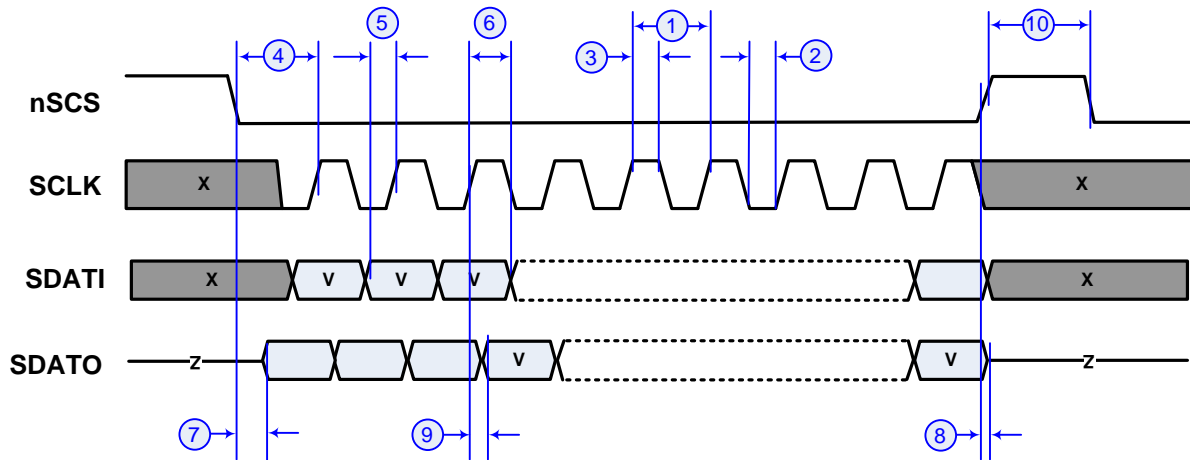 5 6 1 10
4
3 2
nSCS
SCLK X X
SDATI X V V V X
SDATO Z V V Z
7 9 8